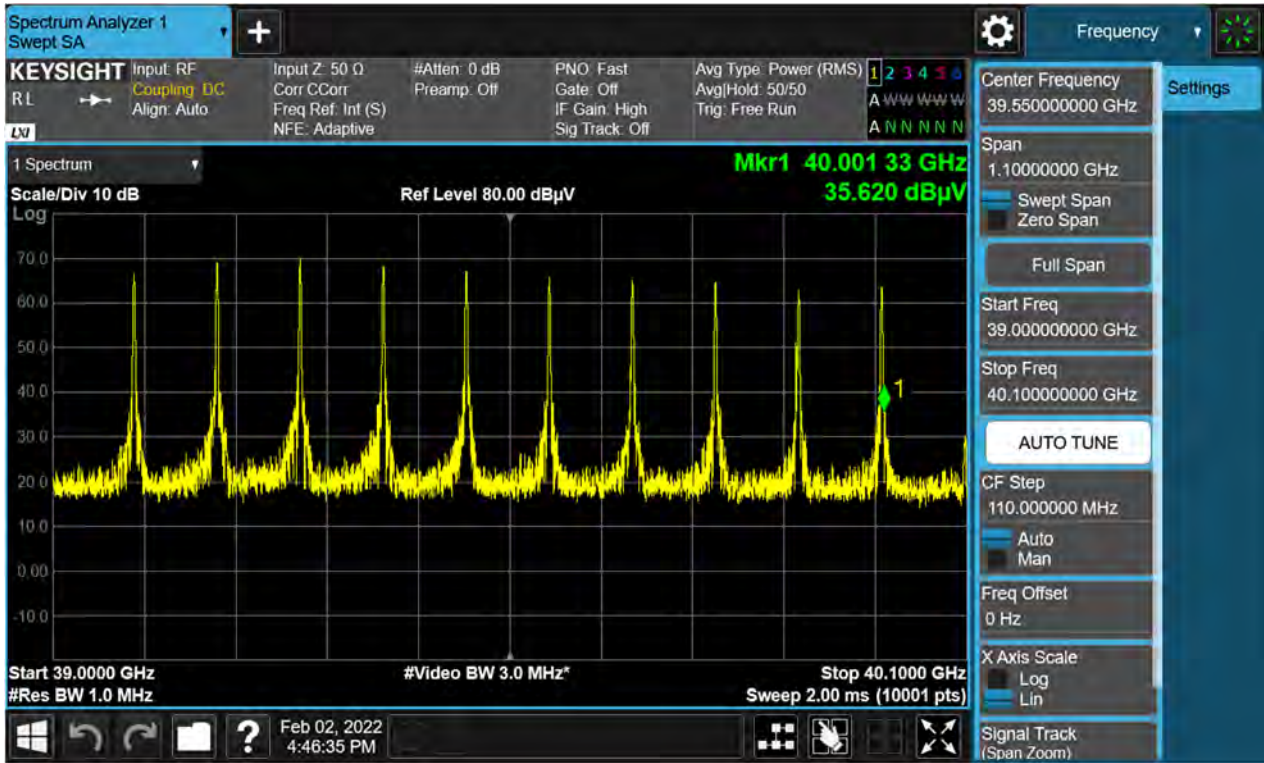 Spectrum Analyzer 1
Swept SA
+
Frequency
KEYSIGHT
RL
LXI
Input: RF
Coupling: DC
Align: Auto
Input Z: 50 Ω
Corr CCorr
Freq Ref: Int (S)
NFE: Adaptive
#Atten: 0 dB
Preamp: Off
PNO: Fast
Gate: Off
IF Gain: High
Sig Track: Off
Avg Type: Power (RMS)
Avg|Hold: 50/50
Trig: Free Run
1 2 3 4 5 6
A W W W W W
A N N N N N
1 Spectrum
Scale/Div 10 dB
Log
Ref Level 80.00 dBµV
Mkr1 40.001 33 GHz
35.620 dBµV
70.0
60.0
50.0
40.0
30.0
20.0
10.0
0.00
-10.0
1
Start 39.0000 GHz
#Res BW 1.0 MHz
#Video BW 3.0 MHz*
Stop 40.1000 GHz
Sweep 2.00 ms (10001 pts)
Center Frequency
39.550000000 GHz
Span
1.10000000 GHz
Swept Span
Zero Span
Full Span
Start Freq
39.000000000 GHz
Stop Freq
40.100000000 GHz
AUTO TUNE
CF Step
110.000000 MHz
Auto
Man
Freq Offset
0 Hz
X Axis Scale
Log
Lin
Signal Track
(Span Zoom)
Settings
?
Feb 02, 2022
4:46:35 PM